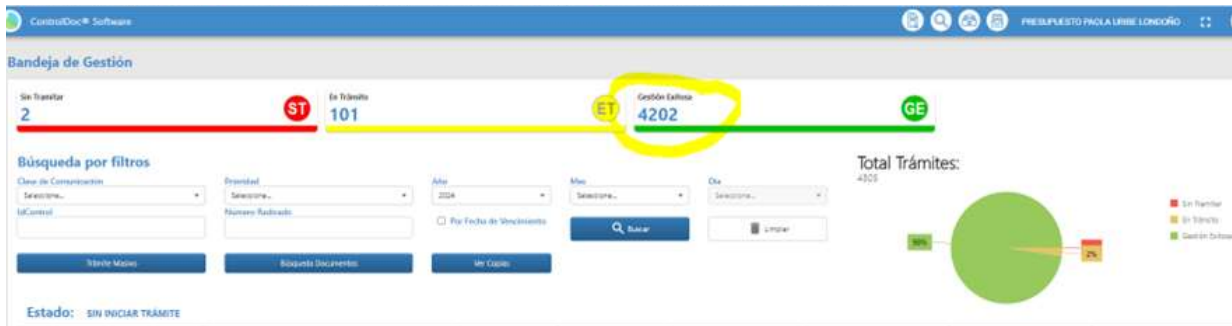 ControlDoc® Software
PRESUPUESTO PAOLA URIBE LONDOÑO
Bandeja de Gestión
Sin Tramitar
2
ST
En Tránsito
101
ET
Gestión Exitosa
4202
GE
Búsqueda por filtros
Clase de Comunicación
Prioridad
Año
Mes
Día
Seleccione...
Seleccione...
2024
Seleccione...
Seleccione...
IdControl
Número Radicado
Por Fecha de Vencimiento
Buscar
Limpiar
Trámite Masivo
Búsqueda Documentos
Ver Copias
Total Trámites:
4305
98%
2%
Sin Tramitar
En Tránsito
Gestión Exitosa
Estado: SIN INICIAR TRÁMITE